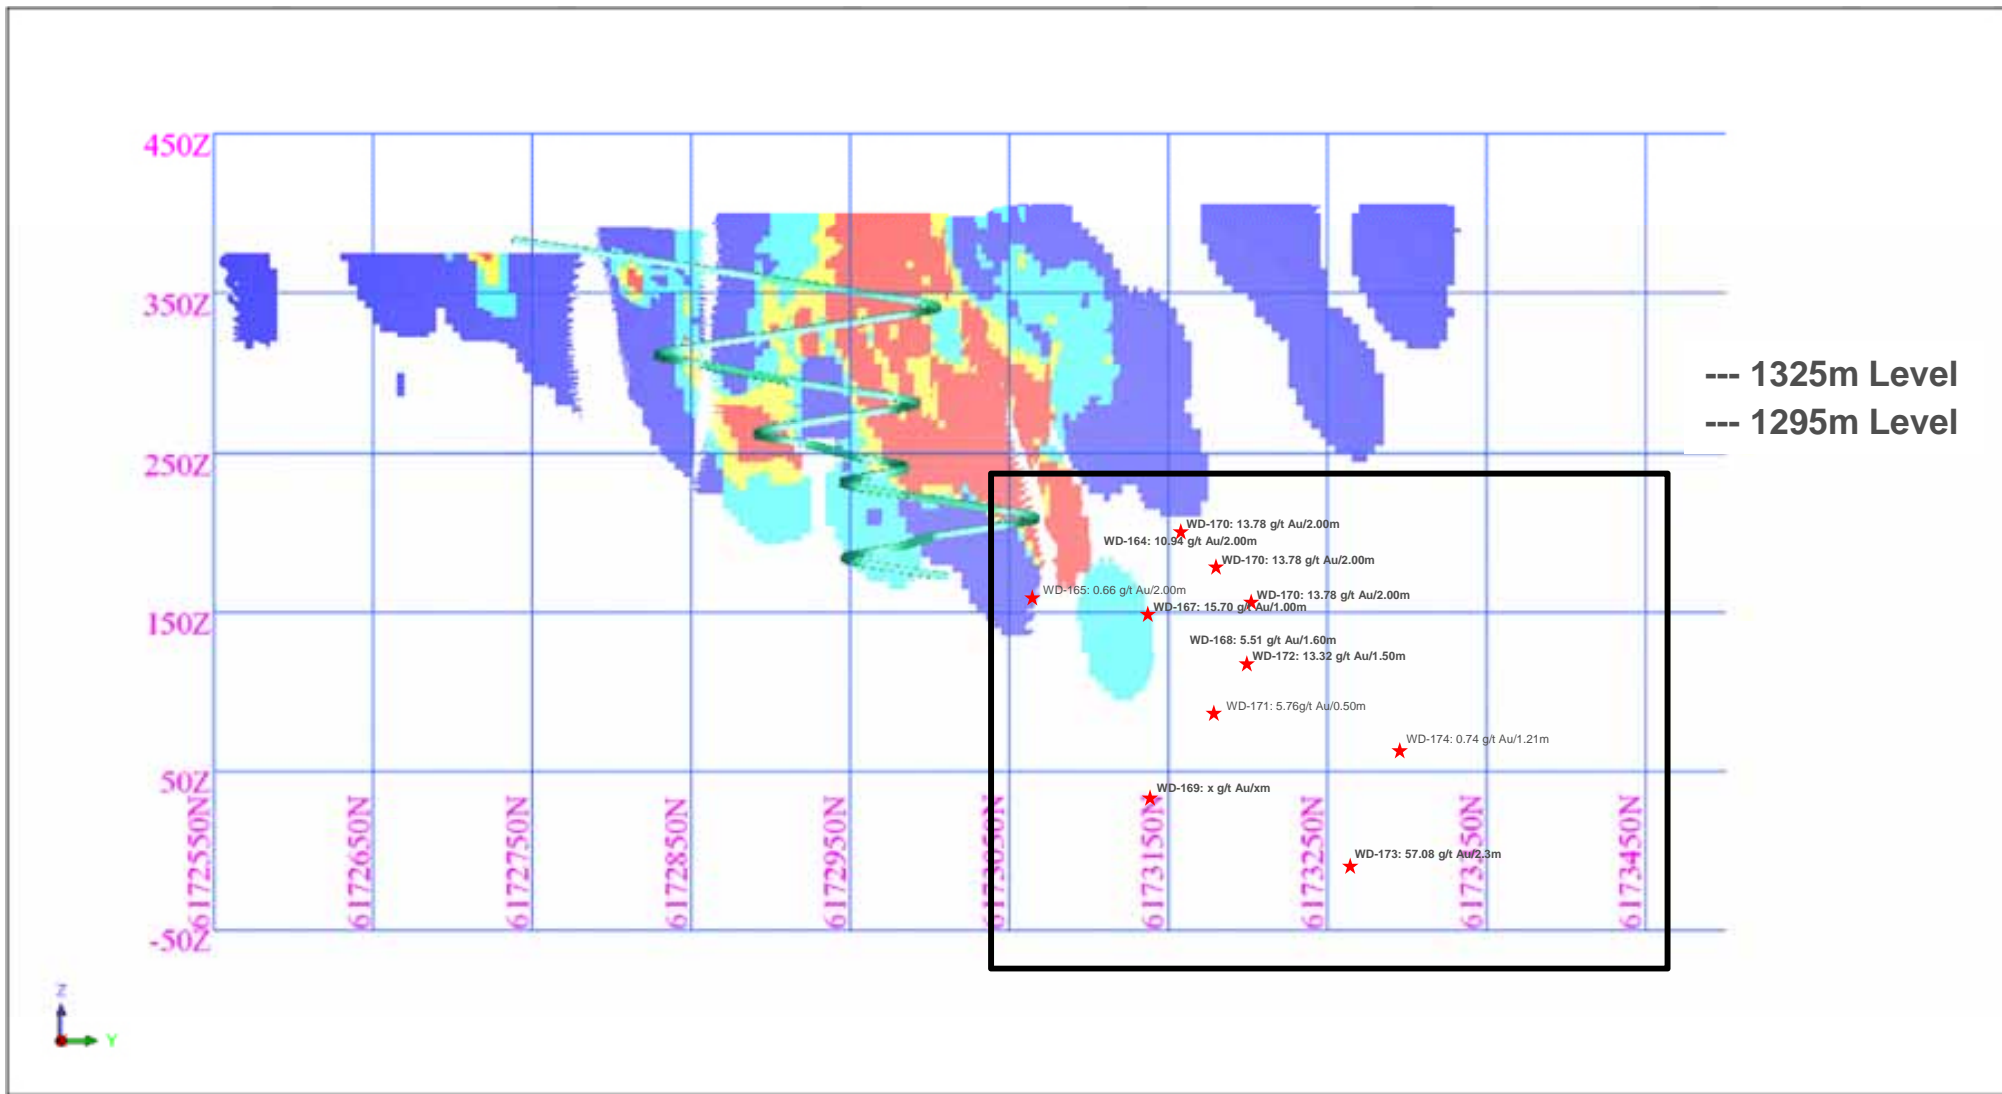 450Z
350Z
--- 1325m Level
--- 1295m Level
250Z
WD-170: 13.78 g/t Au/2.00m
WD-164: 10.94 g/t Au/2.00m
WD-170: 13.78 g/t Au/2.00m
WD-165: 0.66 g/t Au/2.00m
WD-170: 13.78 g/t Au/2.00m
WD-167: 15.70 g/t Au/1.00m
150Z
WD-168: 5.51 g/t Au/1.60m
WD-172: 13.32 g/t Au/1.50m
WD-171: 5.76g/t Au/0.50m
WD-174: 0.74 g/t Au/1.21m
50Z
WD-169: x g/t Au/xm
WD-173: 57.08 g/t Au/2.3m
6172550N
6172650N
6172750N
6172850N
6172950N
6173050N
6173150N
6173250N
6173350N
6173450N
-50Z
Z
Y